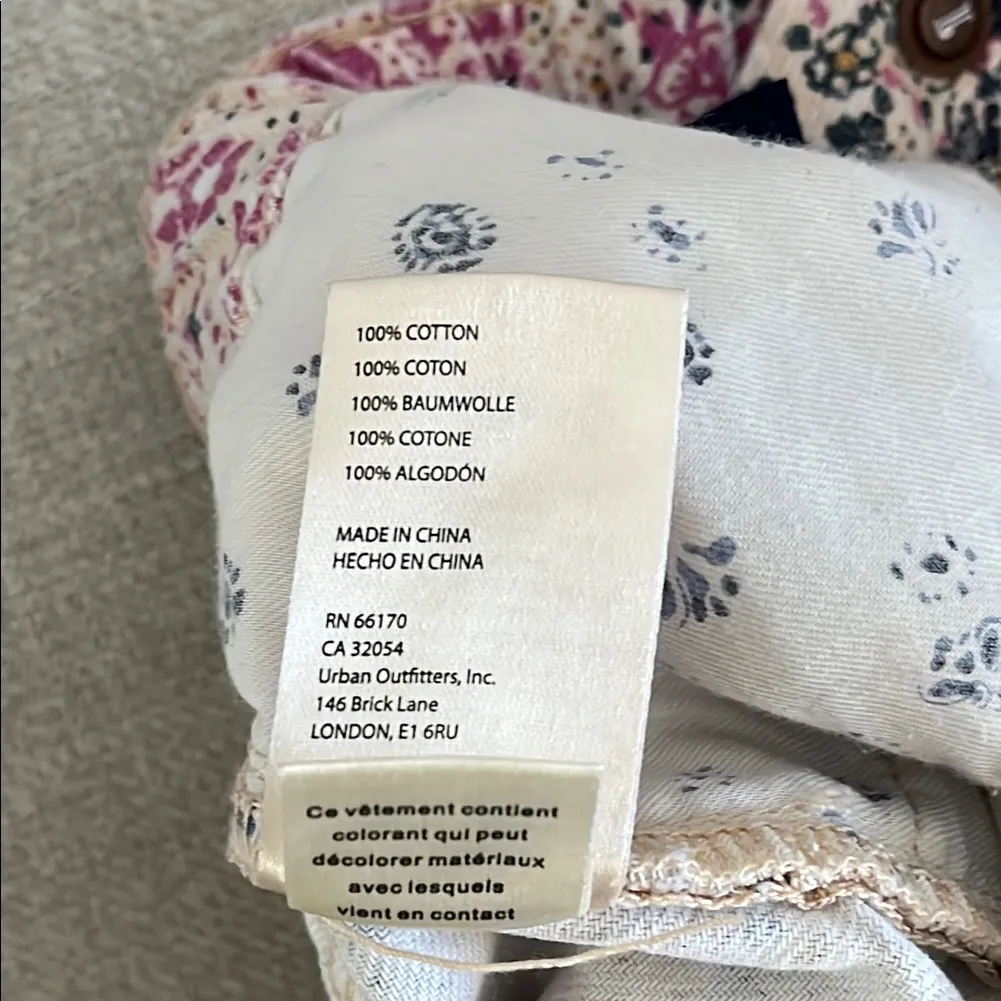 100% COTTON
100% COTON
100% BAUMWOLLE
100% COTONE
100% ALGODÓN
MADE IN CHINA
HECHO EN CHINA
RN 66170
CA 32054
Urban Outfitters, Inc.
146 Brick Lane
LONDON, E1 6RU
Ce vêtement contient
colorant qui peut
décolorer matériaux
avec lesquels
vient en contact